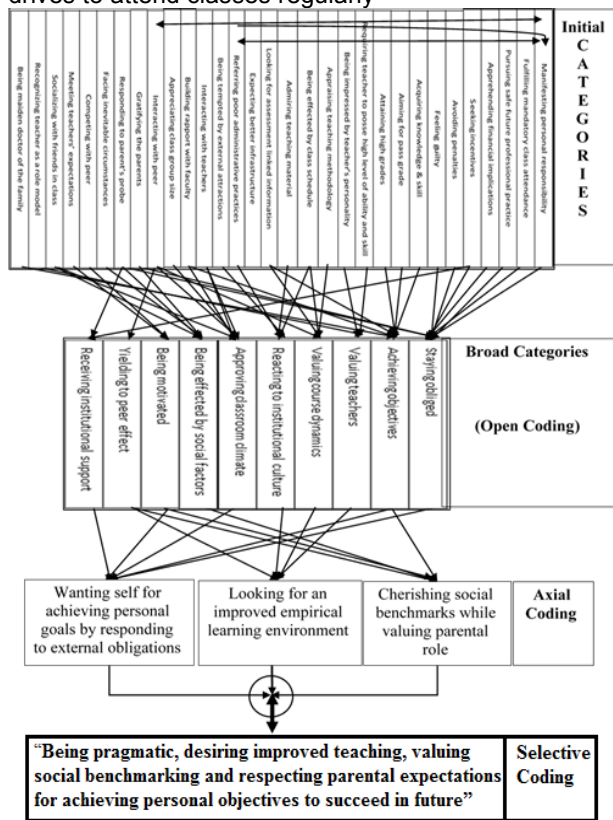 drives to attend classes regularly
Initial
C
A
T
E
G
O
R
I
E
S
Being maiden doctor of the family
Recognizing teacher as a role model
Socializing with friends in class
Meeting teachers' expectations
Competing with peer
Facing inevitable circumstances
Responding to parent's probe
Gratifying the parents
Interacting with peer
Appreciating class group size
Building rapport with faculty
Interacting with teachers
Being tempted by external attractions
Referring poor administrative practices
Expecting better infrastructure
Looking for assessment linked information
Admiring teaching material
Being effected by class schedule
Appraising teaching methodology
Being impressed by teacher's personality
Requiring teacher to posse high level of ability and skill
Attaining high grades
Aiming for pass grade
Acquiring knowledge & skill
Feeling guilty
Avoiding penalties
Seeking incentives
Apprehending financial implications
Pursuing safe future professional practice
Fulfilling mandatory class attendance
Manifesting personal responsibility
Receiving institutional support
Yielding to peer effect
Being motivated
Being effected by social factors
Approving classroom climate
Reacting to institutional culture
Valuing course dynamics
Valuing teachers
Achieving objectives
Staying obliged
Broad Categories
(Open Coding)
Wanting self for
achieving personal
goals by responding
to external obligations
Looking for an
improved empirical
learning environment
Cherishing social
benchmarks while
valuing parental
role
Axial
Coding
“Being pragmatic, desiring improved teaching, valuing
social benchmarking and respecting parental expectations
for achieving personal objectives to succeed in future”
Selective
Coding